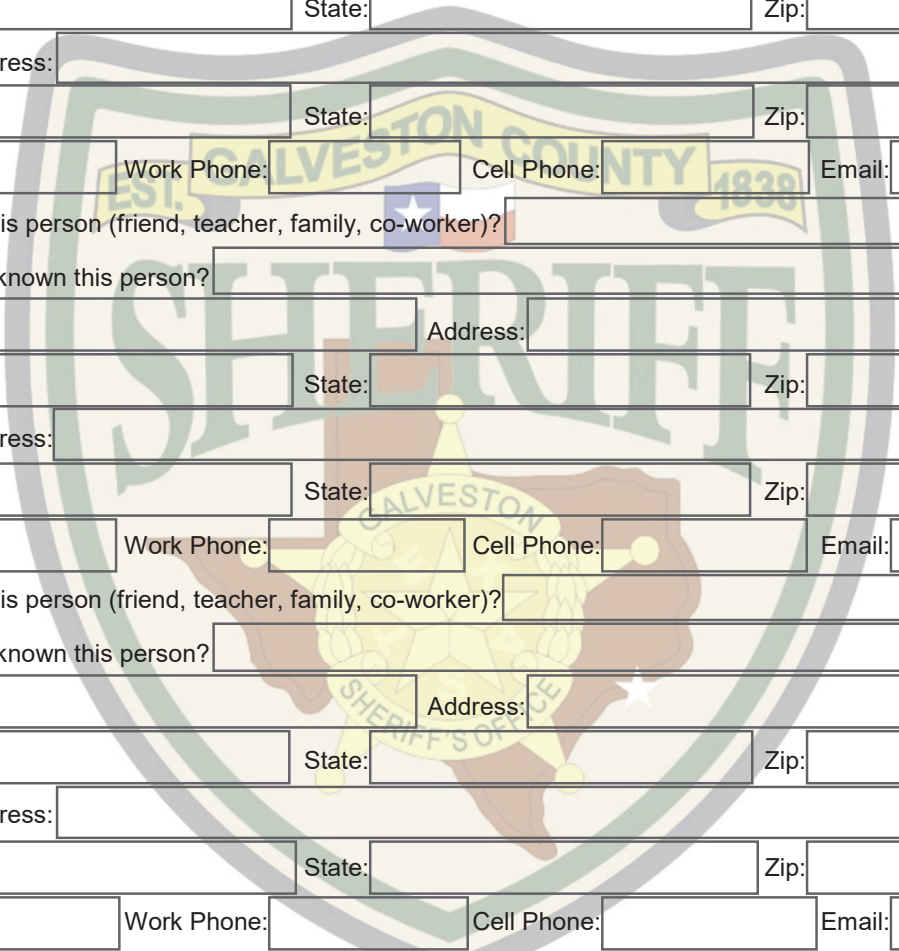 State: Zip:
ress:
State: Zip:
Work Phone: Cell Phone: Email:
is person (friend, teacher, family, co-worker)?
known this person?
Address:
State: Zip:
ress:
State: Zip:
Work Phone: Cell Phone: Email:
is person (friend, teacher, family, co-worker)?
known this person?
Address:
State: Zip:
ress:
State: Zip:
Work Phone: Cell Phone: Email:
GALVESTON COUNTY
EST. 1838
SHERIFF
GALVESTON
TEXAS
SHERIFF'S OFFICE